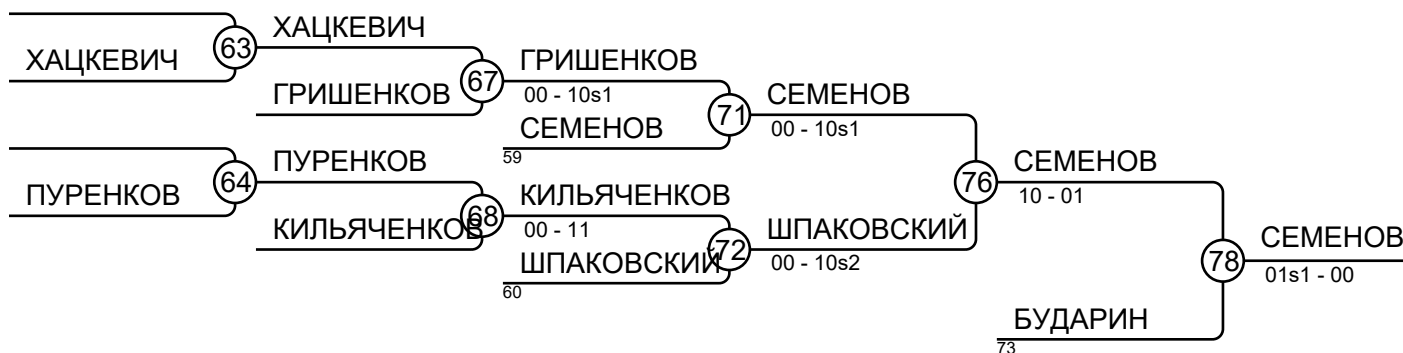 ХАЦКЕВИЧ
63
ХАЦКЕВИЧ
ГРИШЕНКОВ
67
ГРИШЕНКОВ
00 - 10s1
СЕМЕНОВ
59
71
СЕМЕНОВ
00 - 10s1
ПУРЕНКОВ
64
ПУРЕНКОВ
КИЛЬЯЧЕНКОВ
68
КИЛЬЯЧЕНКОВ
00 - 11
ШПАКОВСКИЙ
60
72
ШПАКОВСКИЙ
00 - 10s2
76
СЕМЕНОВ
10 - 01
БУДАРИН
73
78
СЕМЕНОВ
01s1 - 00